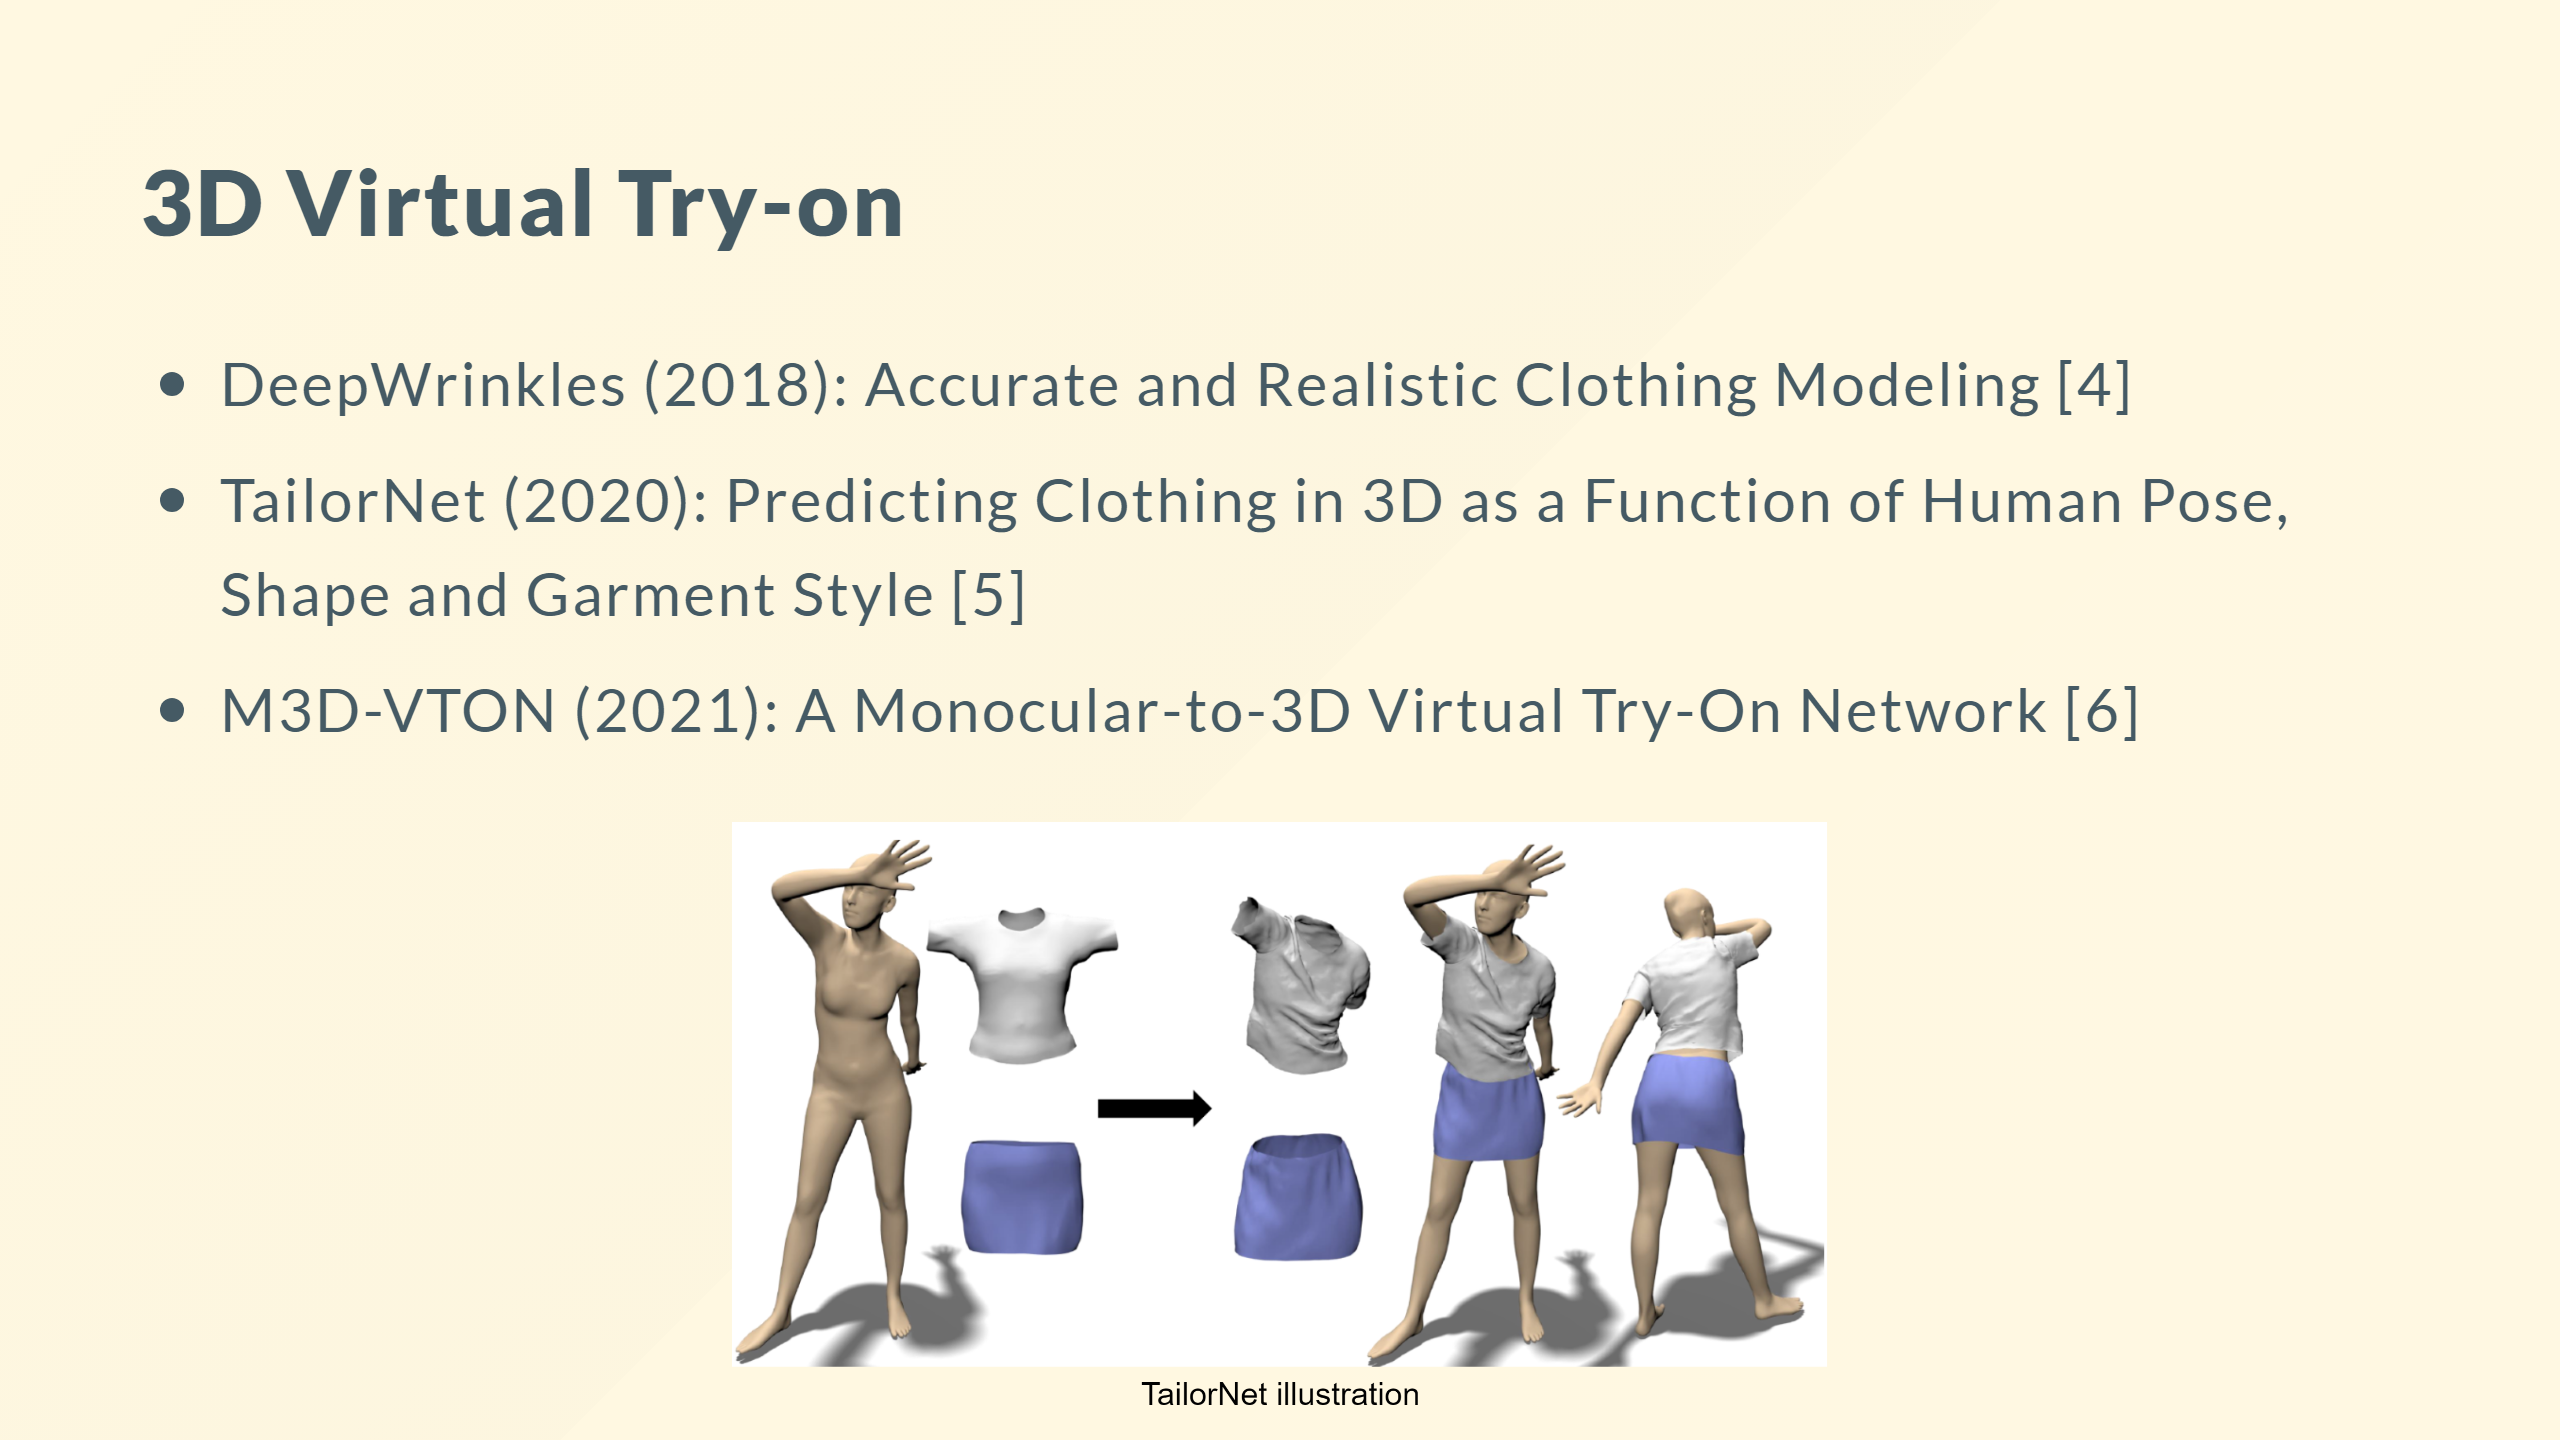 3D Virtual Try-on
DeepWrinkles (2018): Accurate and Realistic Clothing Modeling [4]
TailorNet (2020): Predicting Clothing in 3D as a Function of Human Pose,
Shape and Garment Style [5]
M3D-VTON (2021): A Monocular-to-3D Virtual Try-On Network [6]
TailorNet illustration